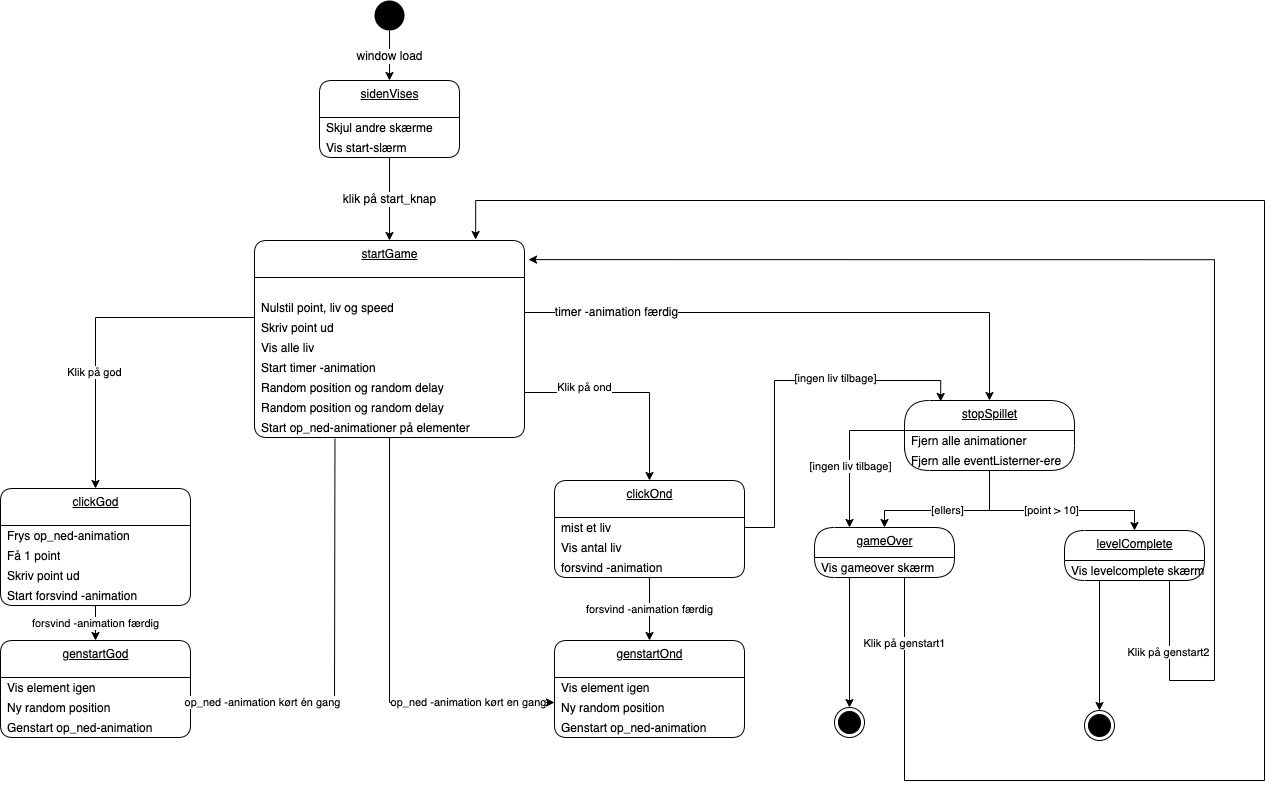 window load
sidenVises
Skjul andre skærme
Vis start-slærm
klik på start_knap
startGame
Nulstil point, liv og speed
Skriv point ud
Vis alle liv
Start timer -animation
Random position og random delay
Random position og random delay
Start op_ned-animationer på elementer
timer -animation færdig
Klik på god
Klik på ond
[ingen liv tilbage]
stopSpillet
Fjern alle animationer
Fjern alle eventListerner-ere
[ingen liv tilbage]
clickGod
Frys op_ned-animation
Få 1 point
Skriv point ud
Start forsvind -animation
clickOnd
mist et liv
Vis antal liv
forsvind -animation
[ellers]
[point > 10]
gameOver
Vis gameover skærm
levelComplete
Vis levelcomplete skærm
forsvind -animation færdig
forsvind -animation færdig
genstartGod
Vis element igen
Ny random position
Genstart op_ned-animation
op_ned -animation kørt én gang
op_ned -animation kørt en gang
genstartOnd
Vis element igen
Ny random position
Genstart op_ned-animation
Klik på genstart1
Klik på genstart2